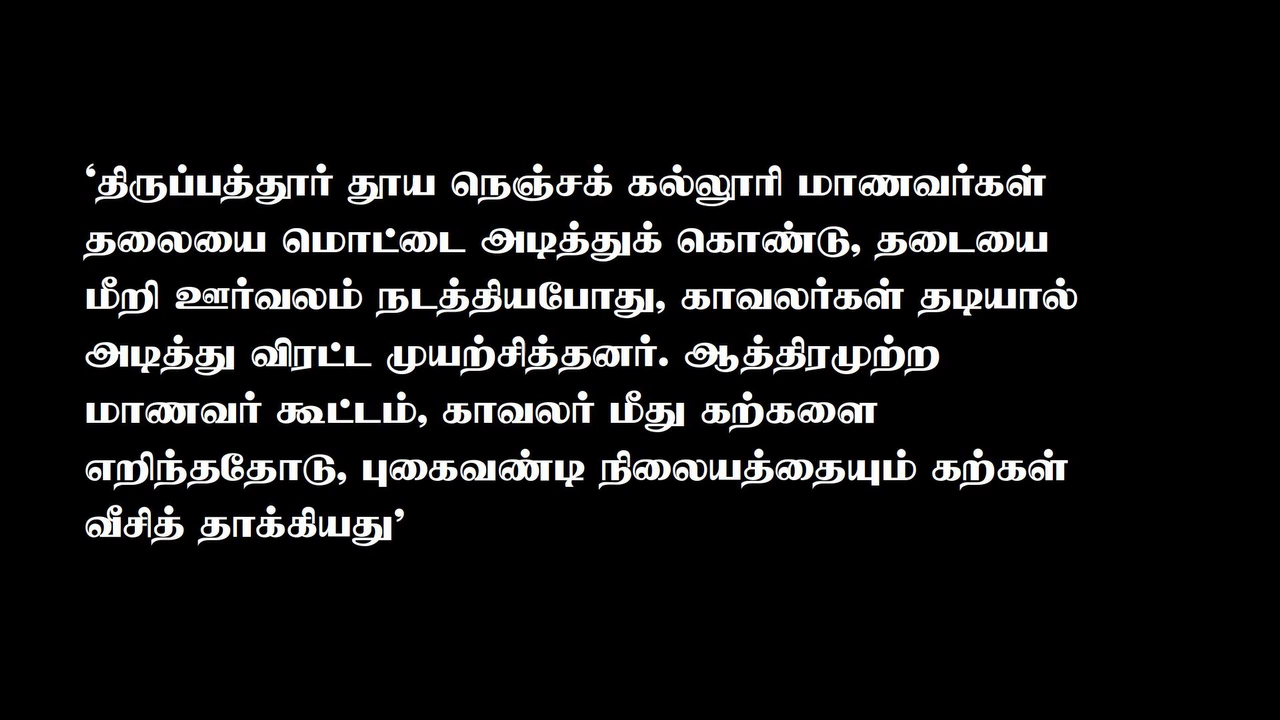 ‘திருப்பத்தூர் தூய நெஞ்சக் கல்லூரி மாணவர்கள்
தலையை மொட்டை அடித்துக் கொண்டு, தடையை
மீறி ஊர்வலம் நடத்தியபோது, காவலர்கள் தடியால்
அடித்து விரட்ட முயற்சித்தனர். ஆத்திரமுற்ற
மாணவர் கூட்டம், காவலர் மீது கற்களை
எறிந்ததோடு, புகைவண்டி நிலையத்தையும் கற்கள்
வீசித் தாக்கியது’